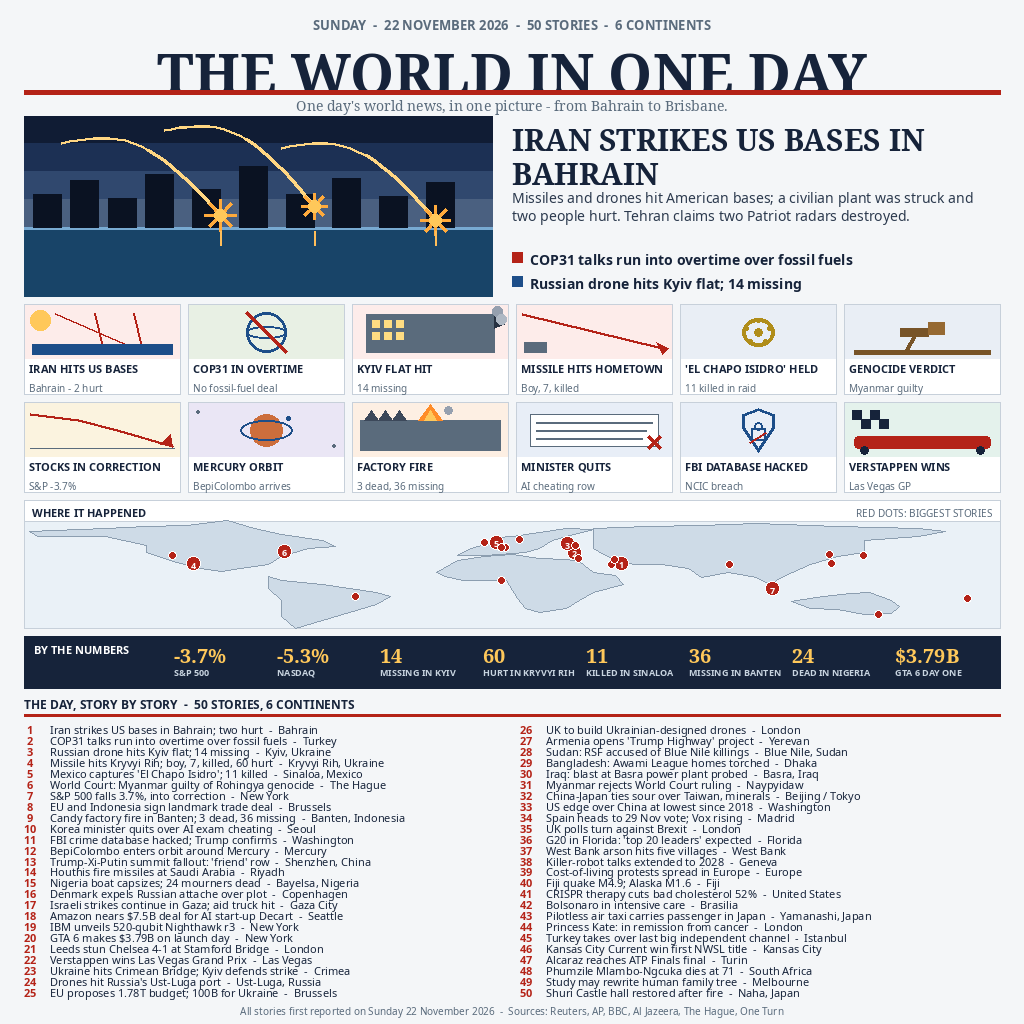 SUNDAY - 22 NOVEMBER 2026 - 50 STORIES - 6 CONTINENTS
THE WORLD IN ONE DAY
One day's world news, in one picture - from Bahrain to Brisbane.
IRAN STRIKES US BASES IN
BAHRAIN
Missiles and drones hit American bases; a civilian plant was struck and
two people hurt. Tehran claims two Patriot radars destroyed.
COP31 talks run into overtime over fossil fuels
Russian drone hits Kyiv flat; 14 missing
IRAN HITS US BASES
Bahrain - 2 hurt
COP31 IN OVERTIME
No fossil-fuel deal
KYIV FLAT HIT
14 missing
MISSILE HITS HOMETOWN
Boy, 7, killed
'EL CHAPO ISIDRO' HELD
11 killed in raid
GENOCIDE VERDICT
Myanmar guilty
STOCKS IN CORRECTION
S&P -3.7%
MERCURY ORBIT
BepiColombo arrives
FACTORY FIRE
3 dead, 36 missing
MINISTER QUITS
AI cheating row
FBI DATABASE HACKED
NCIC breach
VERSTAPPEN WINS
Las Vegas GP
WHERE IT HAPPENED
RED DOTS: BIGGEST STORIES
4
6
5
3
2
1
7
BY THE NUMBERS
-3.7%
S&P 500
-5.3%
NASDAQ
14
MISSING IN KYIV
60
HURT IN KRYVYI RIH
11
KILLED IN SINALOA
36
MISSING IN BANTEN
24
DEAD IN NIGERIA
$3.79B
GTA 6 DAY ONE
THE DAY, STORY BY STORY - 50 STORIES, 6 CONTINENTS
1 Iran strikes US bases in Bahrain; two hurt - Bahrain
2 COP31 talks run into overtime over fossil fuels - Turkey
3 Russian drone hits Kyiv flat; 14 missing - Kyiv, Ukraine
4 Missile hits Kryvyi Rih; boy, 7, killed, 60 hurt - Kryvyi Rih, Ukraine
5 Mexico captures 'El Chapo Isidro'; 11 killed - Sinaloa, Mexico
6 World Court: Myanmar guilty of Rohingya genocide - The Hague
7 S&P 500 falls 3.7%, into correction - New York
8 EU and Indonesia sign landmark trade deal - Brussels
9 Candy factory fire in Banten; 3 dead, 36 missing - Banten, Indonesia
10 Korea minister quits over AI exam cheating - Seoul
11 FBI crime database hacked; Trump confirms - Washington
12 BepiColombo enters orbit around Mercury - Mercury
13 Trump-Xi-Putin summit fallout: 'friend' row - Shenzhen, China
14 Houthis fire missiles at Saudi Arabia - Riyadh
15 Nigeria boat capsizes; 24 mourners dead - Bayelsa, Nigeria
16 Denmark expels Russian attache over plot - Copenhagen
17 Israeli strikes continue in Gaza; aid truck hit - Gaza City
18 Amazon nears $7.5B deal for AI start-up Decart - Seattle
19 IBM unveils 520-qubit Nighthawk r3 - New York
20 GTA 6 makes $3.79B on launch day - New York
21 Leeds stun Chelsea 4-1 at Stamford Bridge - London
22 Verstappen wins Las Vegas Grand Prix - Las Vegas
23 Ukraine hits Crimean Bridge; Kyiv defends strike - Crimea
24 Drones hit Russia's Ust-Luga port - Ust-Luga, Russia
25 EU proposes 1.78T budget; 100B for Ukraine - Brussels
26 UK to build Ukrainian-designed drones - London
27 Armenia opens 'Trump Highway' project - Yerevan
28 Sudan: RSF accused of Blue Nile killings - Blue Nile, Sudan
29 Bangladesh: Awami League homes torched - Dhaka
30 Iraq: blast at Basra power plant probed - Basra, Iraq
31 Myanmar rejects World Court ruling - Naypyidaw
32 China-Japan ties sour over Taiwan, minerals - Beijing / Tokyo
33 US edge over China at lowest since 2018 - Washington
34 Spain heads to 29 Nov vote; Vox rising - Madrid
35 UK polls turn against Brexit - London
36 G20 in Florida: 'top 20 leaders' expected - Florida
37 West Bank arson hits five villages - West Bank
38 Killer-robot talks extended to 2028 - Geneva
39 Cost-of-living protests spread in Europe - Europe
40 Fiji quake M4.9; Alaska M1.6 - Fiji
41 CRISPR therapy cuts bad cholesterol 52% - United States
42 Bolsonaro in intensive care - Brasilia
43 Pilotless air taxi carries passenger in Japan - Yamanashi, Japan
44 Princess Kate: in remission from cancer - London
45 Turkey takes over last big independent channel - Istanbul
46 Kansas City Current win first NWSL title - Kansas City
47 Alcaraz reaches ATP Finals final - Turin
48 Phumzile Mlambo-Ngcuka dies at 71 - South Africa
49 Study may rewrite human family tree - Melbourne
50 Shuri Castle hall restored after fire - Naha, Japan
All stories first reported on Sunday 22 November 2026 - Sources: Reuters, AP, BBC, Al Jazeera, The Hague, One Turn